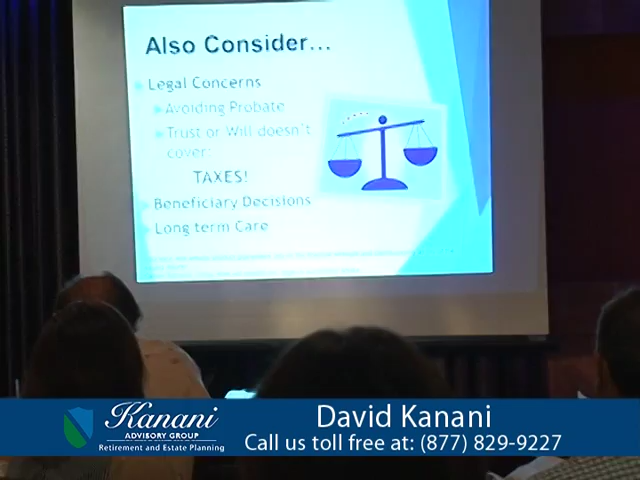 Also Consider...
Legal Concerns
Avoiding Probate
Trust or Will doesn't
cover:
TAXES!
Beneficiary Decisions
Long term Care
Kanani
ADVISORY GROUP
Retirement and Estate Planning
David Kanani
Call us toll free at: (877) 829-9227